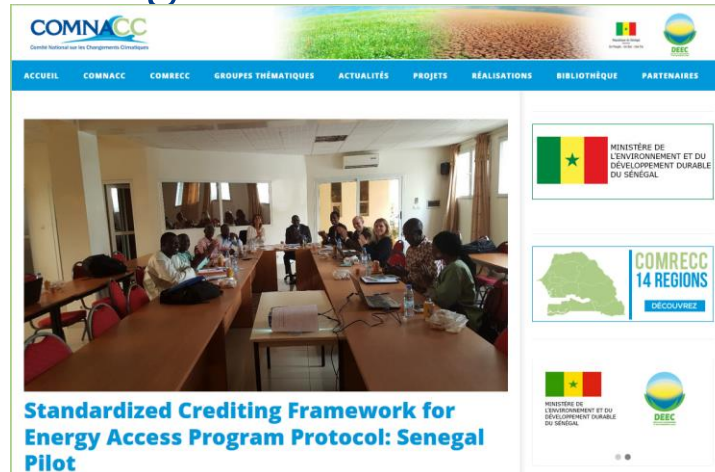 COMNACC
Comité National sur les Changements Climatiques
DEEC
ACCUEIL COMNACC COMRECC GROUPES THÉMATIQUES ACTUALITÉS PROJETS RÉALISATIONS BIBLIOTHÈQUE PARTENAIRES
MINISTÈRE DE
L'ENVIRONNEMENT ET DU
DÉVELOPPEMENT DURABLE
DU SÉNÉGAL
COMRECC
14 REGIONS
DÉCOUVREZ
MINISTÈRE DE
L'ENVIRONNEMENT ET DU
DÉVELOPPEMENT DURABLE
DU SÉNÉGAL
DEEC
Standardized Crediting Framework for
Energy Access Program Protocol: Senegal
Pilot